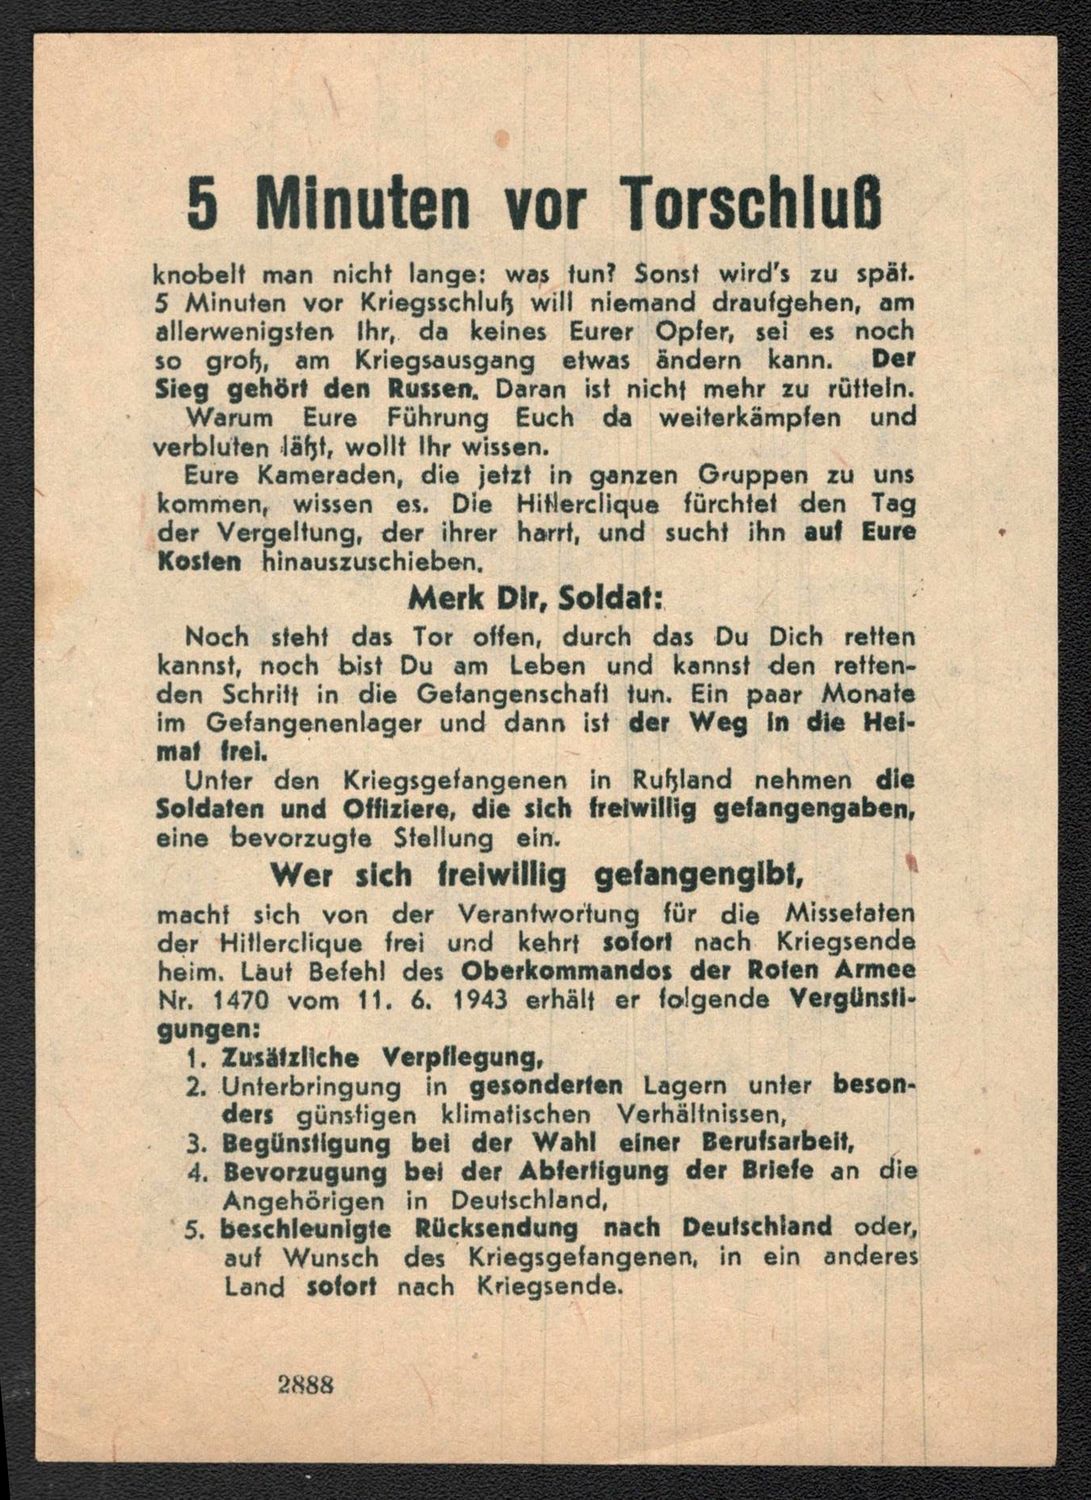 5 Minuten vor Torschluß
knobelt man nicht lange: was tun? Sonst wird's zu spät.
5 Minuten vor Kriegsschluß will niemand draufgehen, am
allerwenigsten Ihr, da keines Eurer Opfer, sei es noch
so groß, am Kriegsausgang etwas ändern kann. Der
Sieg gehört den Russen. Daran ist nicht mehr zu rütteln.
Warum Eure Führung Euch da weiterkämpfen und
verbluten läßt, wollt Ihr wissen.
Eure Kameraden, die jetzt in ganzen Gruppen zu uns
kommen, wissen es. Die Hitlerclique fürchtet den Tag
der Vergeltung, der ihrer harrt, und sucht ihn auf Eure
Kosten hinauszuschieben.
Merk Dir, Soldat:
Noch steht das Tor offen, durch das Du Dich retten
kannst, noch bist Du am Leben und kannst den retten-
den Schritt in die Gefangenschaft tun. Ein paar Monate
im Gefangenenlager und dann ist der Weg in die Hei-
mat frei.
Unter den Kriegsgefangenen in Rußland nehmen die
Soldaten und Offiziere, die sich freiwillig gefangengaben,
eine bevorzugte Stellung ein.
Wer sich freiwillig gefangengibt,
macht sich von der Verantwortung für die Missetaten
der Hitlerclique frei und kehrt sofort nach Kriegsende
heim. Laut Befehl des Oberkommandos der Roten Armee
Nr. 1470 vom 11. 6. 1943 erhält er folgende Vergünsti-
gungen:
1. Zusätzliche Verpflegung,
2. Unterbringung in gesonderten Lagern unter beson-
ders günstigen klimatischen Verhältnissen,
3. Begünstigung bei der Wahl einer Berufsarbeit,
4. Bevorzugung bei der Abfertigung der Briefe an die
Angehörigen in Deutschland,
5. beschleunigte Rücksendung nach Deutschland oder,
auf Wunsch des Kriegsgefangenen, in ein anderes
Land sofort nach Kriegsende.
2888